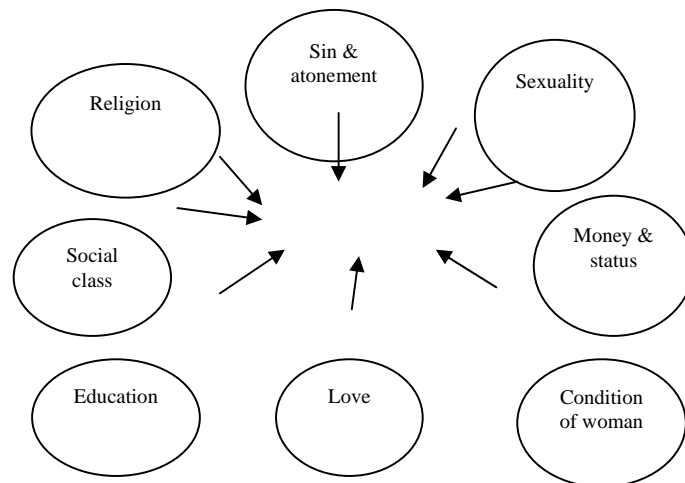 Sin &
atonement
Sexuality
Religion
Social
class
Money &
status
Education
Love
Condition
of woman